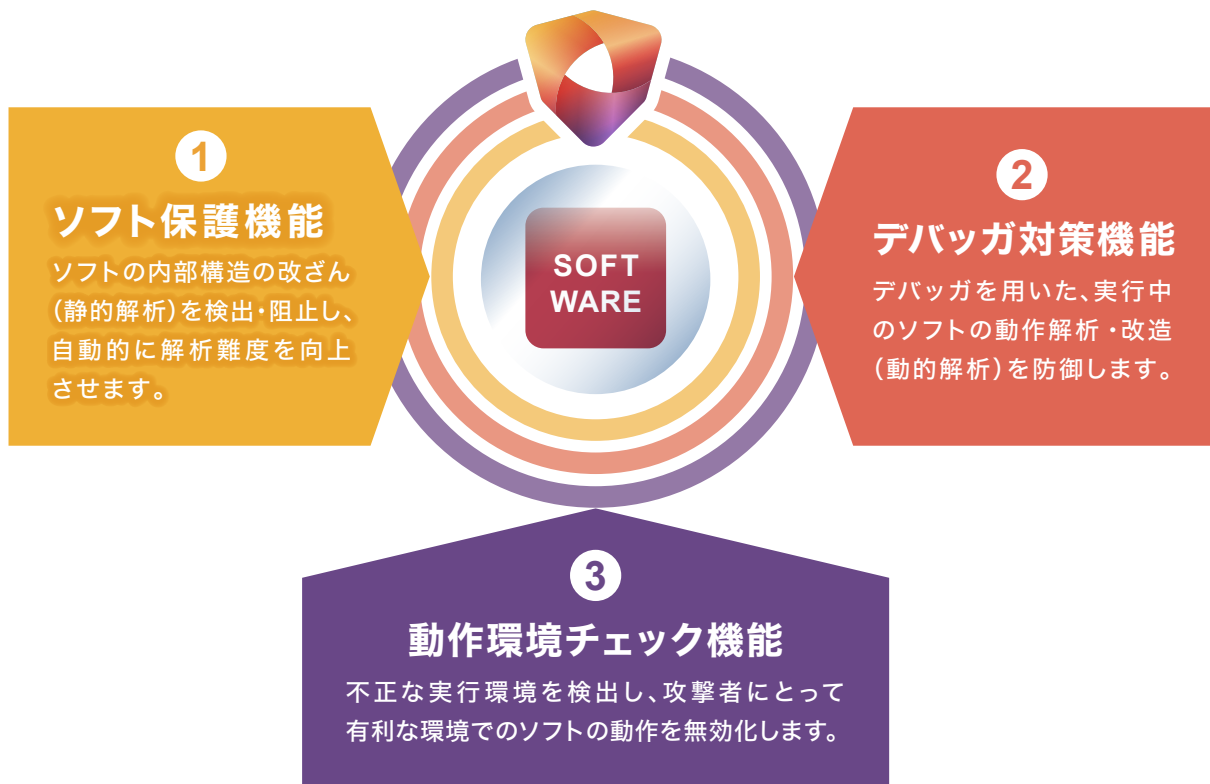 1
ソフト保護機能
ソフトの内部構造の改ざん
(静的解析)を検出・阻止し、
自動的に解析難度を向上
させます。
SOFT
WARE
2
デバッガ対策機能
デバッガを用いた、実行中
のソフトの動作解析・改造
(動的解析)を防御します。
3
動作環境チェック機能
不正な実行環境を検出し、攻撃者にとって
有利な環境でのソフトの動作を無効化します。